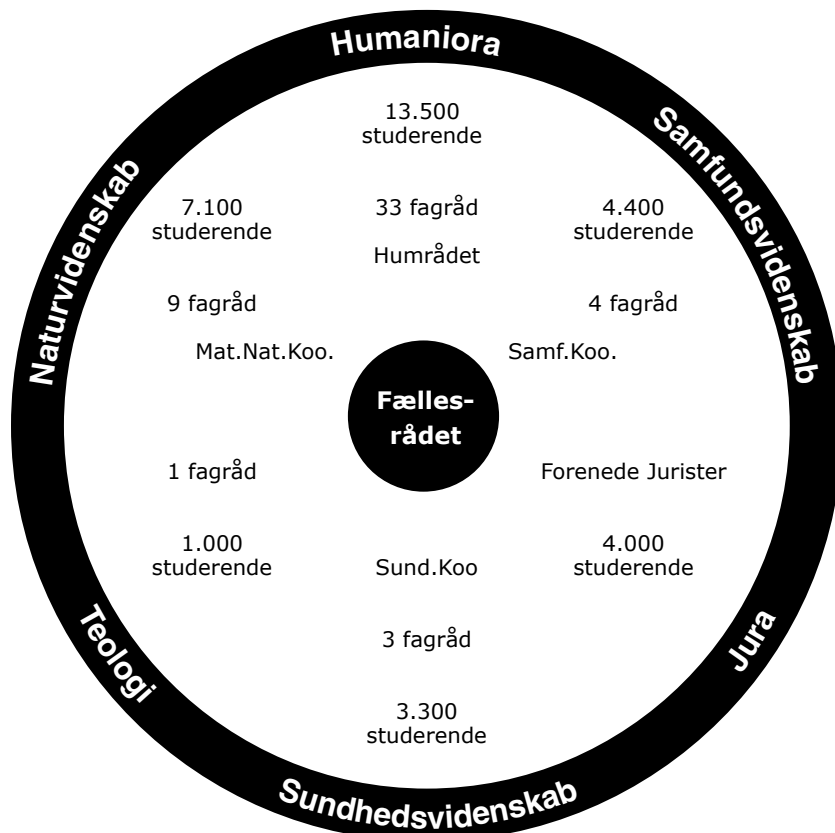 Humaniora
Samfundsvidenskab
Naturvidenskab
13.500
studerende
7.100
studerende
33 fagråd
4.400
studerende
Humrådet
9 fagråd
4 fagråd
Mat.Nat.Koo.
Samf.Koo.
Fælles-
rådet
1 fagråd
Forenede Jurister
1.000
studerende
Sund.Koo
4.000
studerende
3 fagråd
3.300
studerende
Teologi
Jura
Sundhedsvidenskab